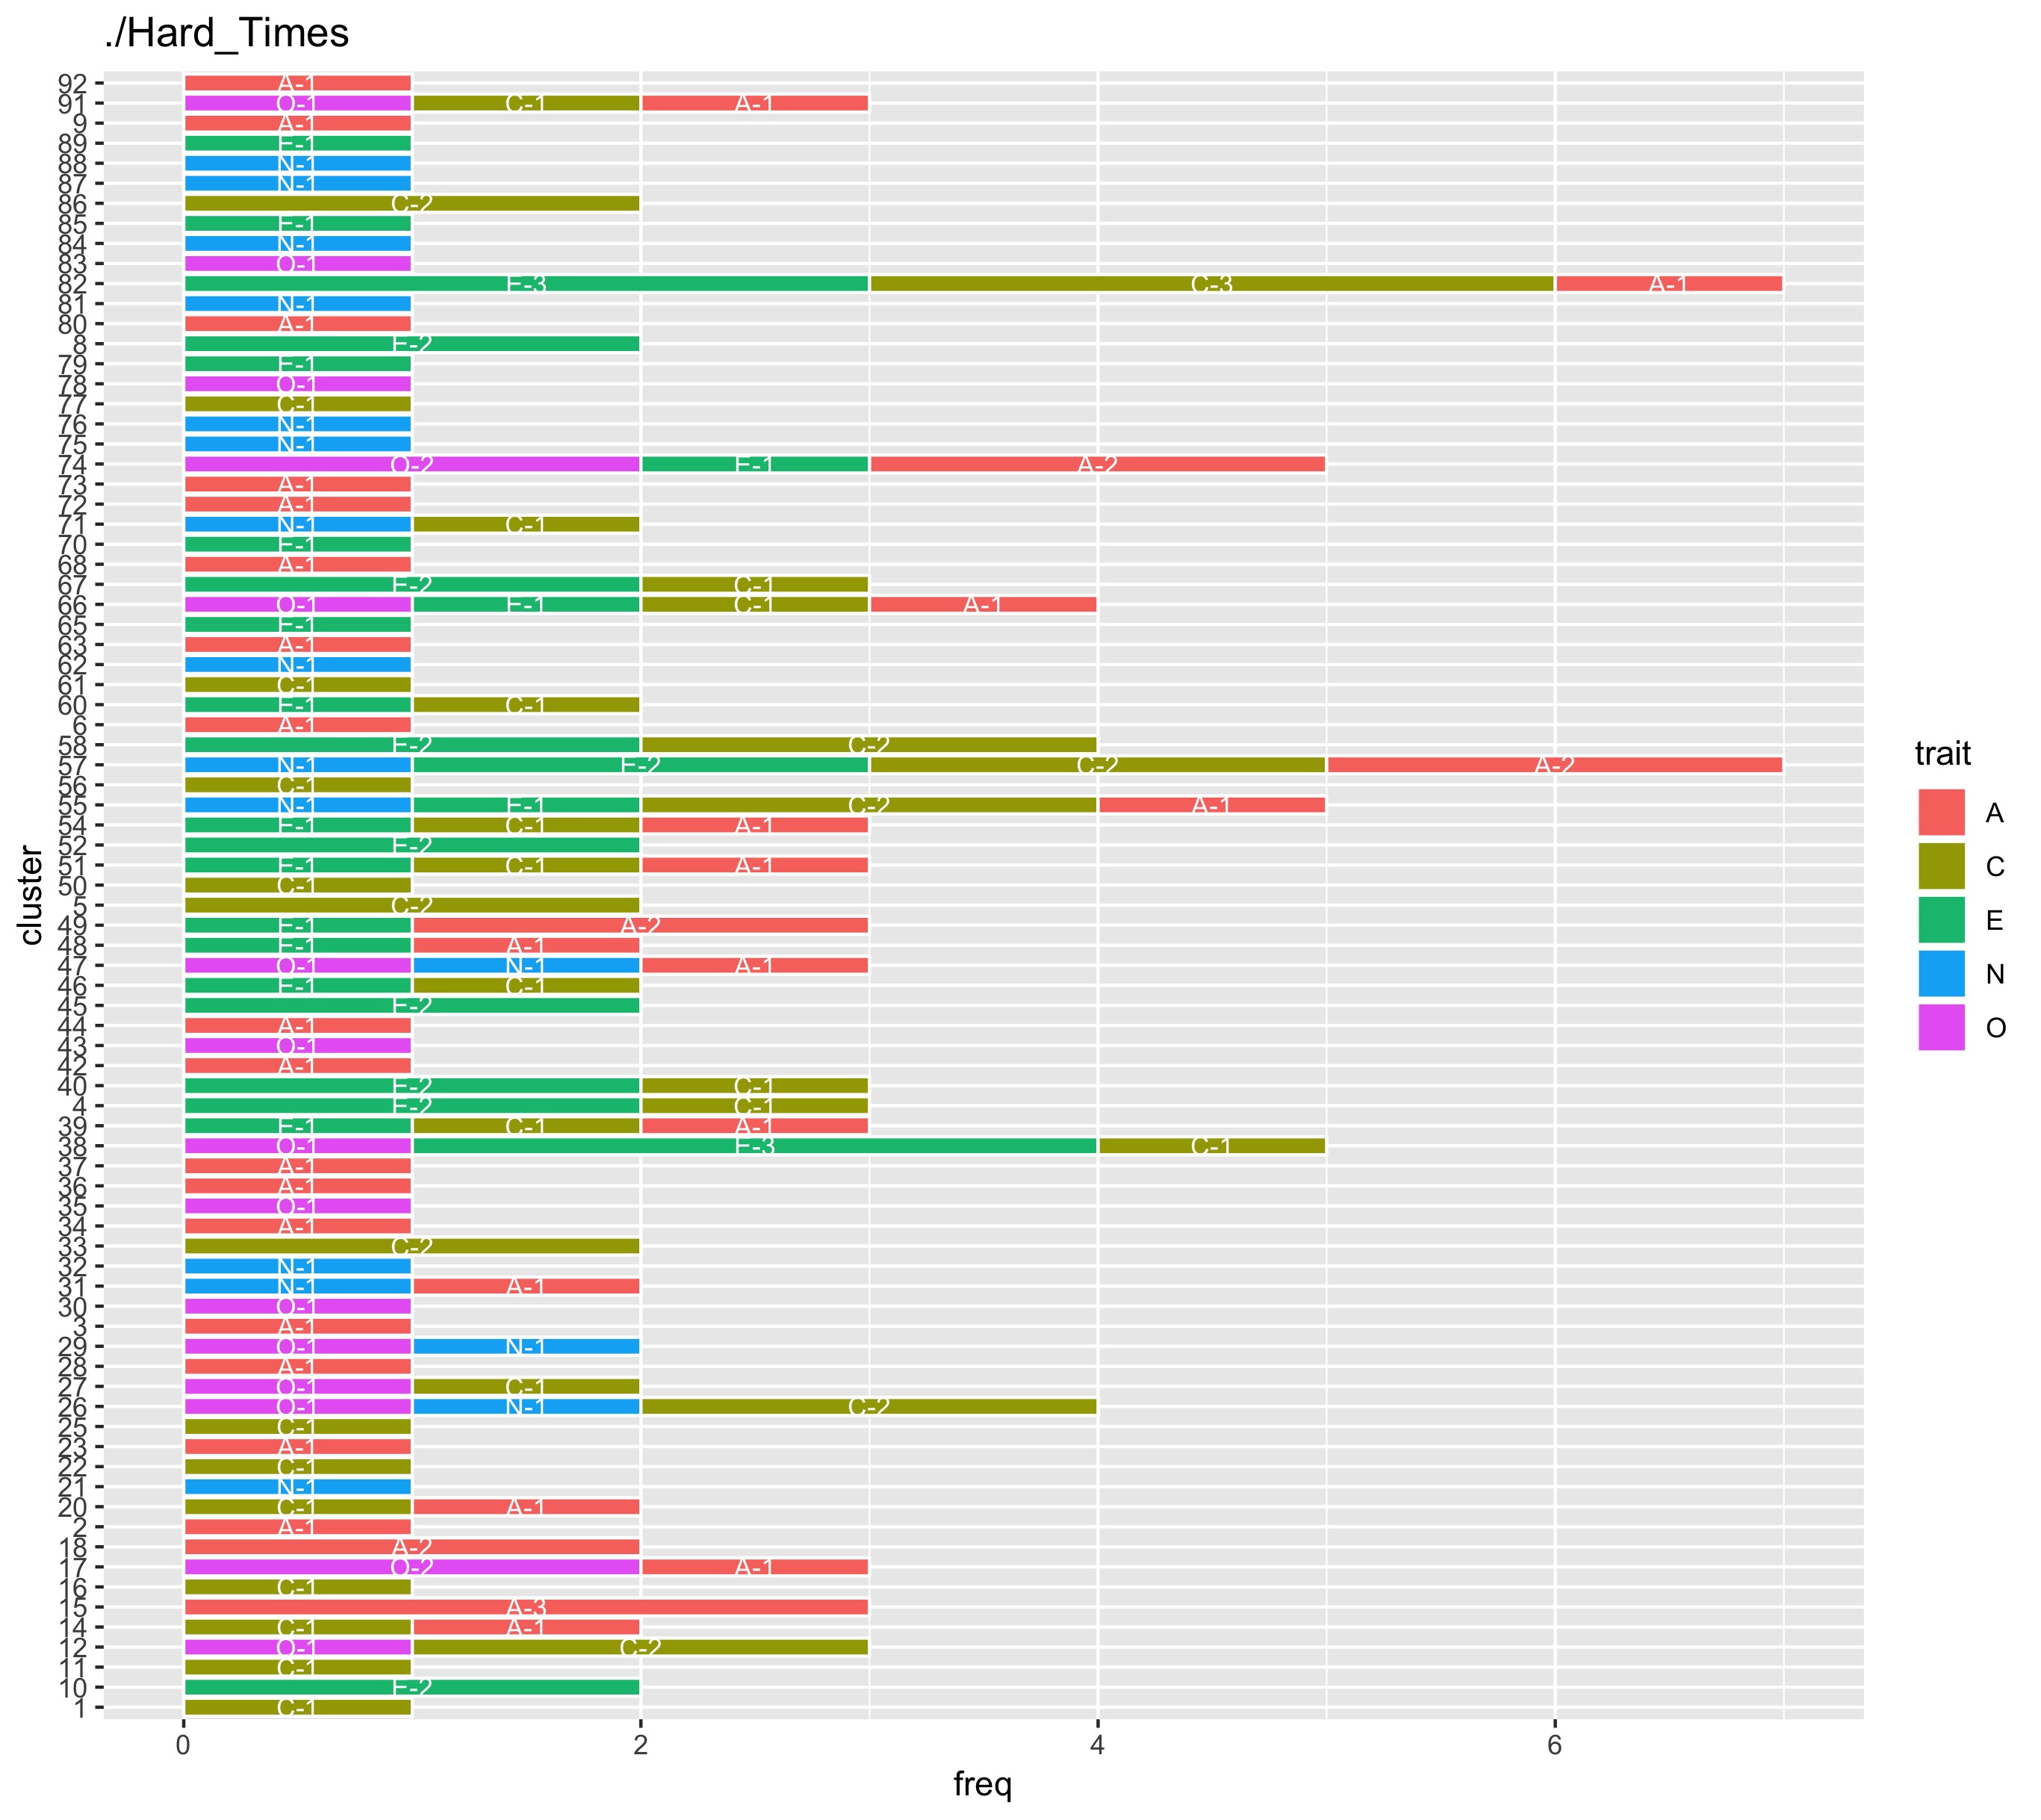 ./Hard_Times
92 A-1
91 O-1 C-1 A-1
9 A-1
89 E-1
88 N-1
87 N-1
86 C-2
85 E-1
84 N-1
83 O-1
82 E-3 C-3 A-1
81 N-1
80 A-1
8 E-2
79 E-1
78 O-1
77 C-1
76 N-1
75 N-1
74 O-2 E-1 A-2
73 A-1
72 A-1
71 N-1 C-1
70 E-1
68 A-1
67 E-2 C-1
66 O-1 E-1 C-1 A-1
65 E-1
63 A-1
62 N-1
61 C-1
60 E-1 C-1
6 A-1
58 E-2 C-2
57 N-1 E-2 C-2 A-2
56 C-1
55 N-1 E-1 C-2 A-1
54 E-1 C-1 A-1
52 E-2
51 E-1 C-1 A-1
50 C-1
5 C-2
49 E-1 A-2
48 E-1 A-1
47 O-1 N-1 A-1
46 E-1 C-1
45 E-2
44 A-1
43 O-1
42 A-1
40 E-2 C-1
4 E-2 C-1
39 E-1 C-1 A-1
38 O-1 E-3 C-1
37 A-1
36 A-1
35 O-1
34 A-1
33 C-2
32 N-1
31 N-1 A-1
30 O-1
3 A-1
29 O-1 N-1
28 A-1
27 O-1 C-1
26 O-1 N-1 C-2
25 C-1
23 A-1
22 C-1
21 N-1
20 C-1 A-1
2 A-1
18 A-2
17 O-2 A-1
16 C-1
15 A-3
14 C-1 A-1
12 O-1 C-2
11 C-1
10 E-2
1 C-1
0 2 4 6
freq
cluster
trait
A
C
E
N
O